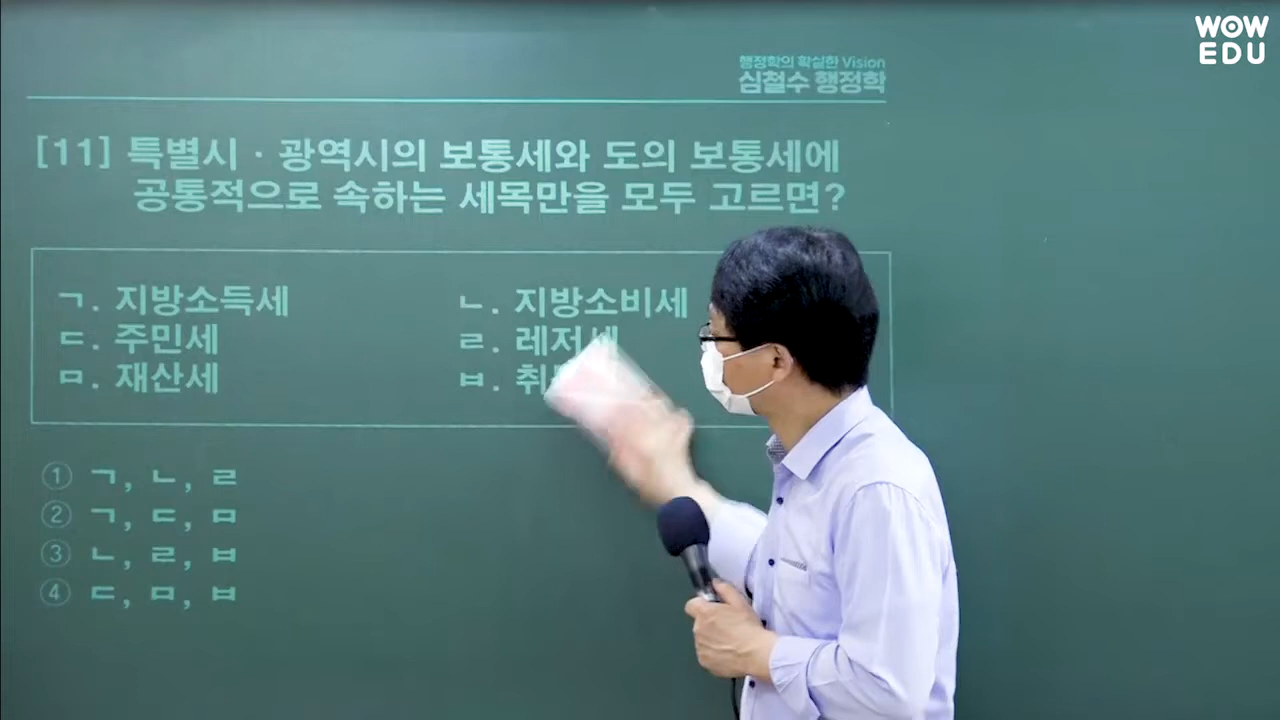 WOW
EDU
행정학의 확실한 Vision
심철수 행정학
[11] 특별시 · 광역시의 보통세와 도의 보통세에
공통적으로 속하는 세목만을 모두 고르면?
ㄱ. 지방소득세 ㄴ. 지방소비세
ㄷ. 주민세 ㄹ. 레저세
ㅁ. 재산세 ㅂ. 취
① ㄱ, ㄴ, ㄹ
② ㄱ, ㄷ, ㅁ
③ ㄴ, ㄹ, ㅂ
④ ㄷ, ㅁ, ㅂ